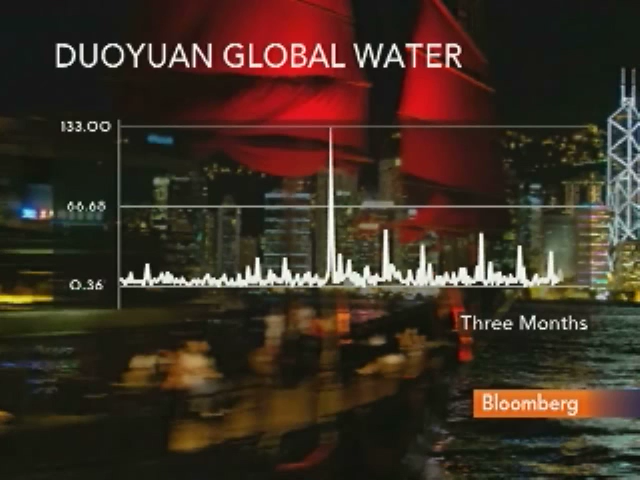 DUOYUAN GLOBAL WATER
133.00
66.68
0.36
Three Months
Bloomberg